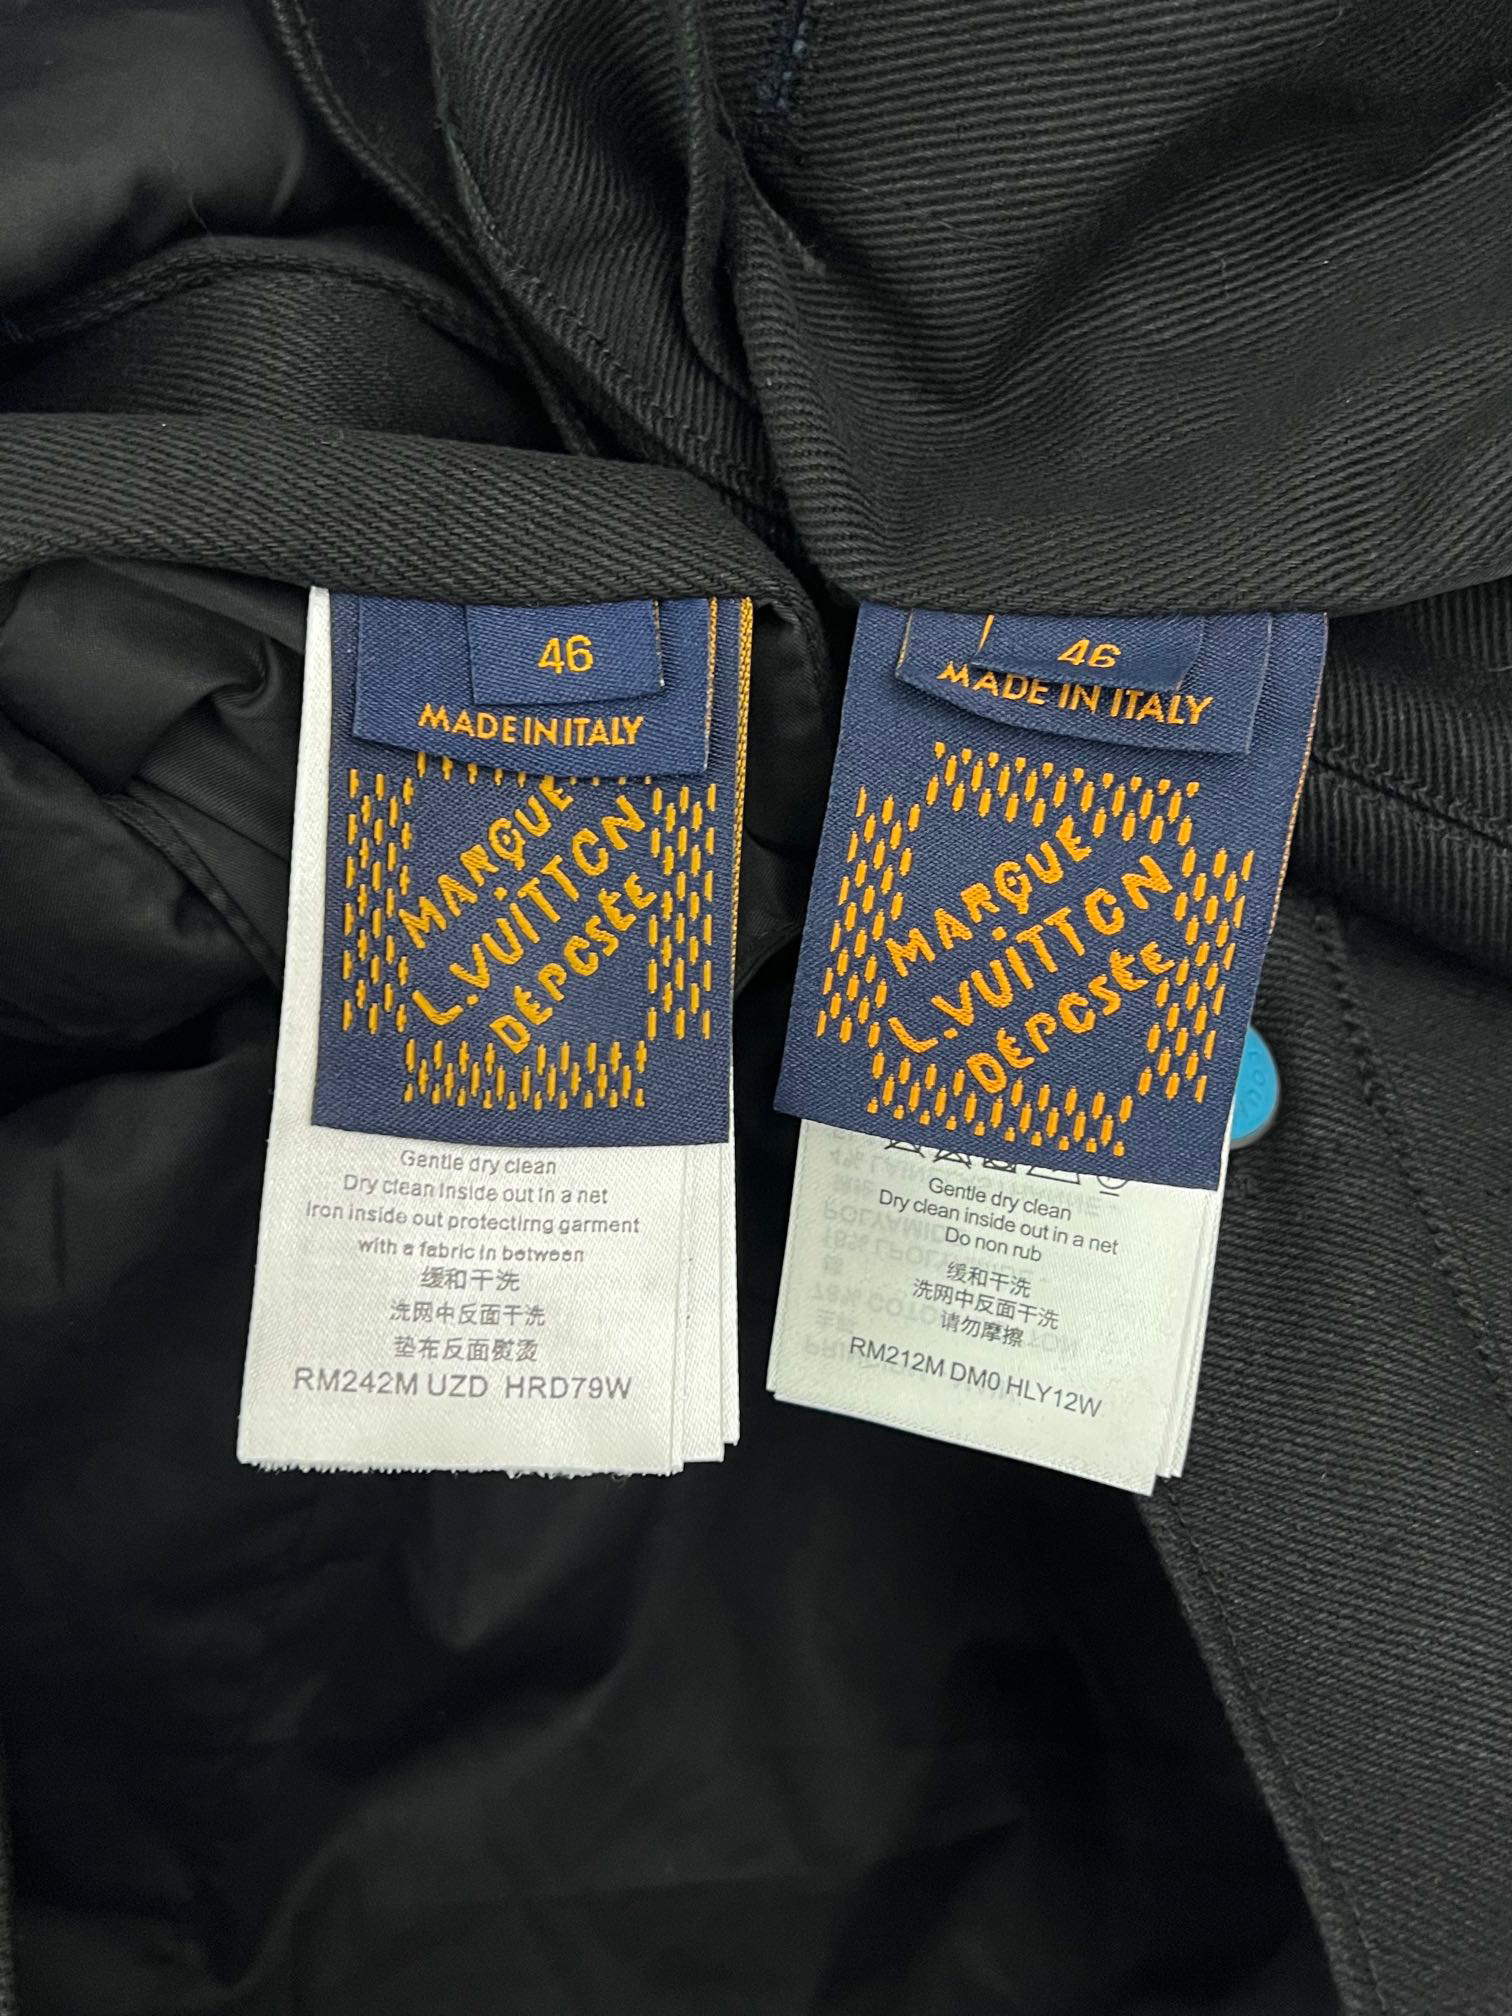 46
MADE IN ITALY
MARQUE
L.VUITTON
DÉPOSÉE
Gentle dry clean
Dry clean inside out in a net
Iron inside out protectirng garment
with a fabric in between
缓和干洗
洗网中反面干洗
垫布反面熨烫
RM242M UZD HRD79W
46
MADE IN ITALY
MARQUE
L.VUITTON
DÉPOSÉE
Gentle dry clean
Dry clean inside out in a net
Do non rub
缓和干洗
洗网中反面干洗
请勿摩擦
RM212M DM0 HLY12W